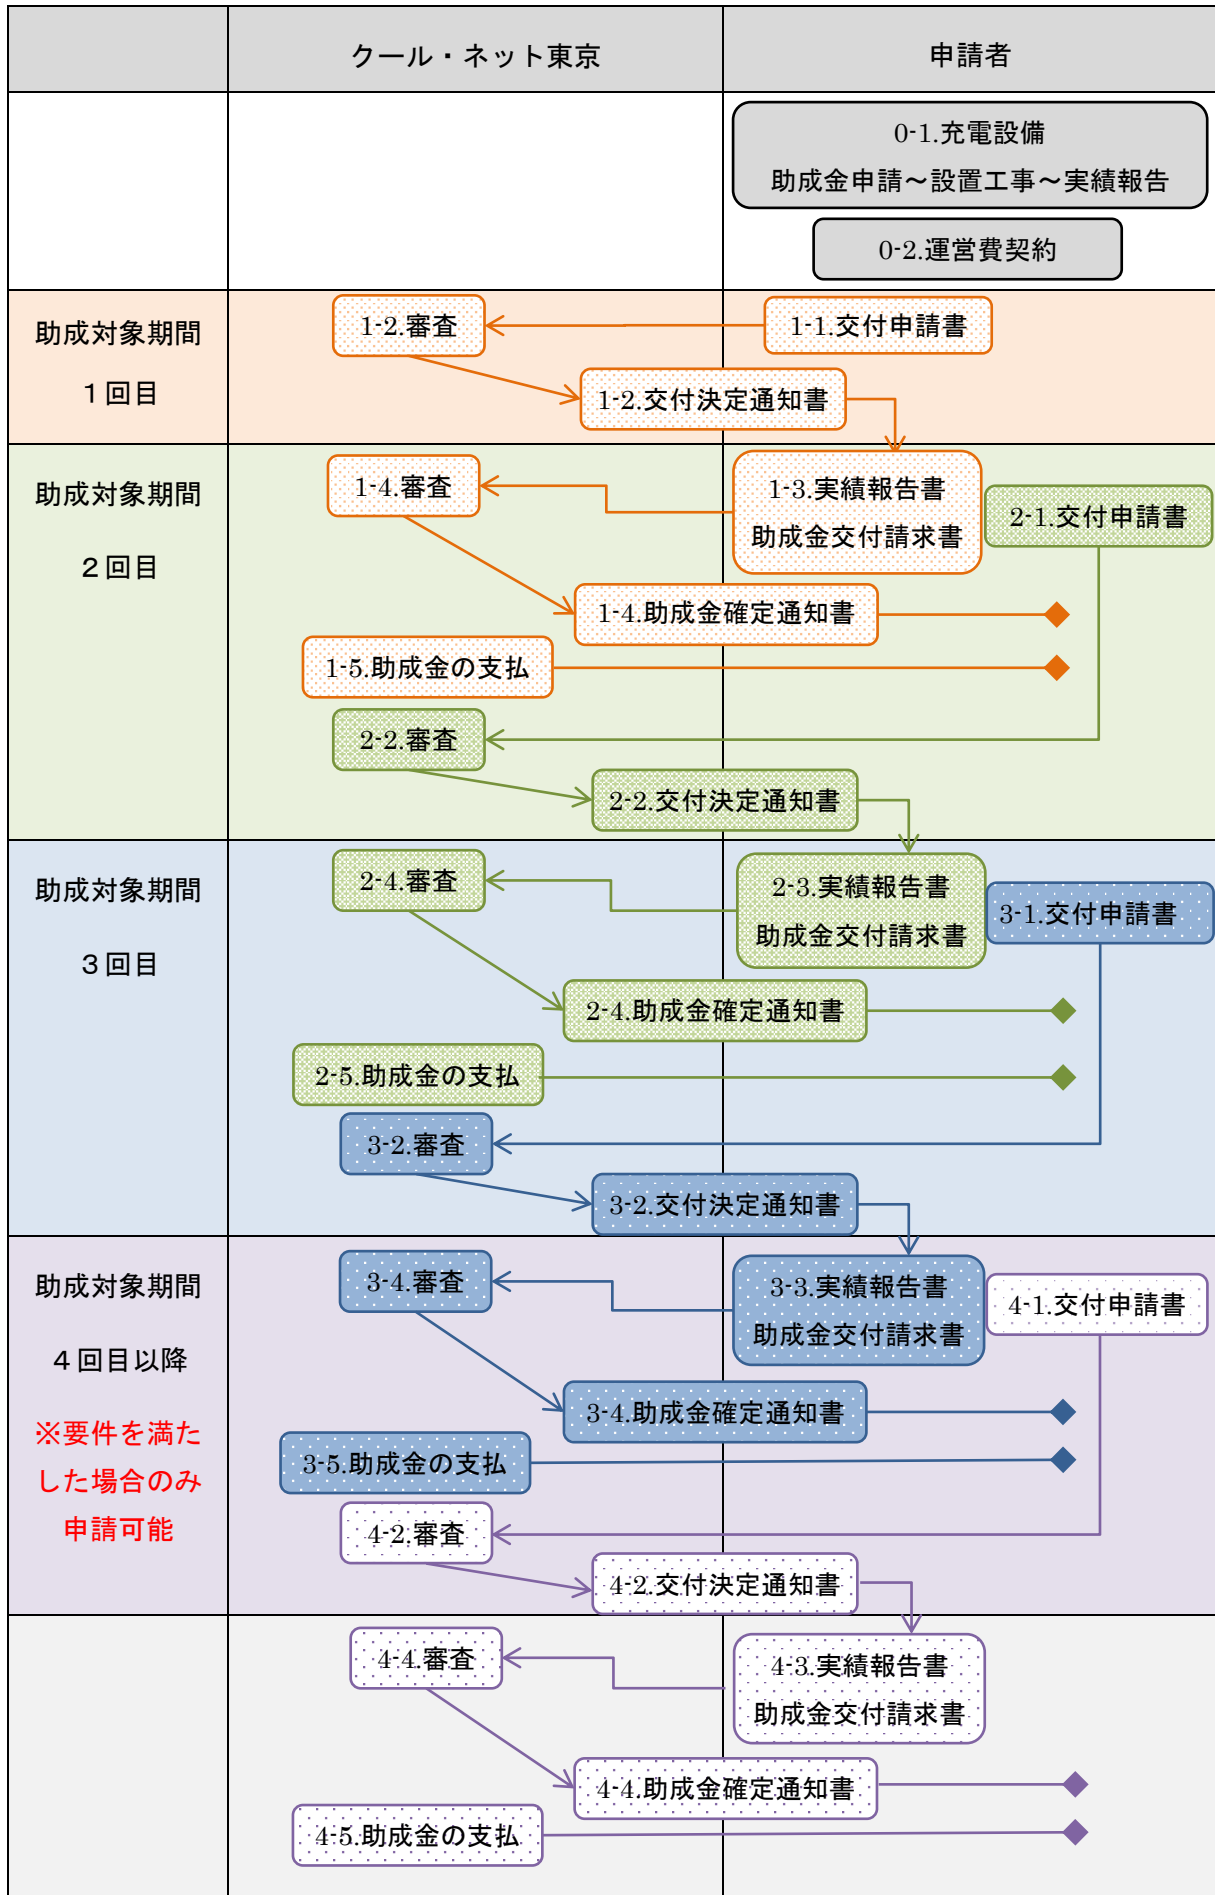 クール・ネット東京
申請者
0-1.充電設備
助成金申請～設置工事～実績報告
0-2.運営費契約
助成対象期間
１回目
1-2.審査
1-1.交付申請書
1-2.交付決定通知書
助成対象期間
２回目
1-4.審査
1-3.実績報告書
助成金交付請求書
2-1.交付申請書
1-4.助成金確定通知書
1-5.助成金の支払
2-2.審査
2-2.交付決定通知書
助成対象期間
３回目
2-4.審査
2-3.実績報告書
助成金交付請求書
3-1.交付申請書
2-4.助成金確定通知書
2-5.助成金の支払
3-2.審査
3-2.交付決定通知書
助成対象期間
４回目以降
※要件を満た
した場合のみ
申請可能
3-4.審査
3-3.実績報告書
助成金交付請求書
4-1.交付申請書
3-4.助成金確定通知書
3-5.助成金の支払
4-2.審査
4-2.交付決定通知書
4-4.審査
4-3.実績報告書
助成金交付請求書
4-4.助成金確定通知書
4-5.助成金の支払